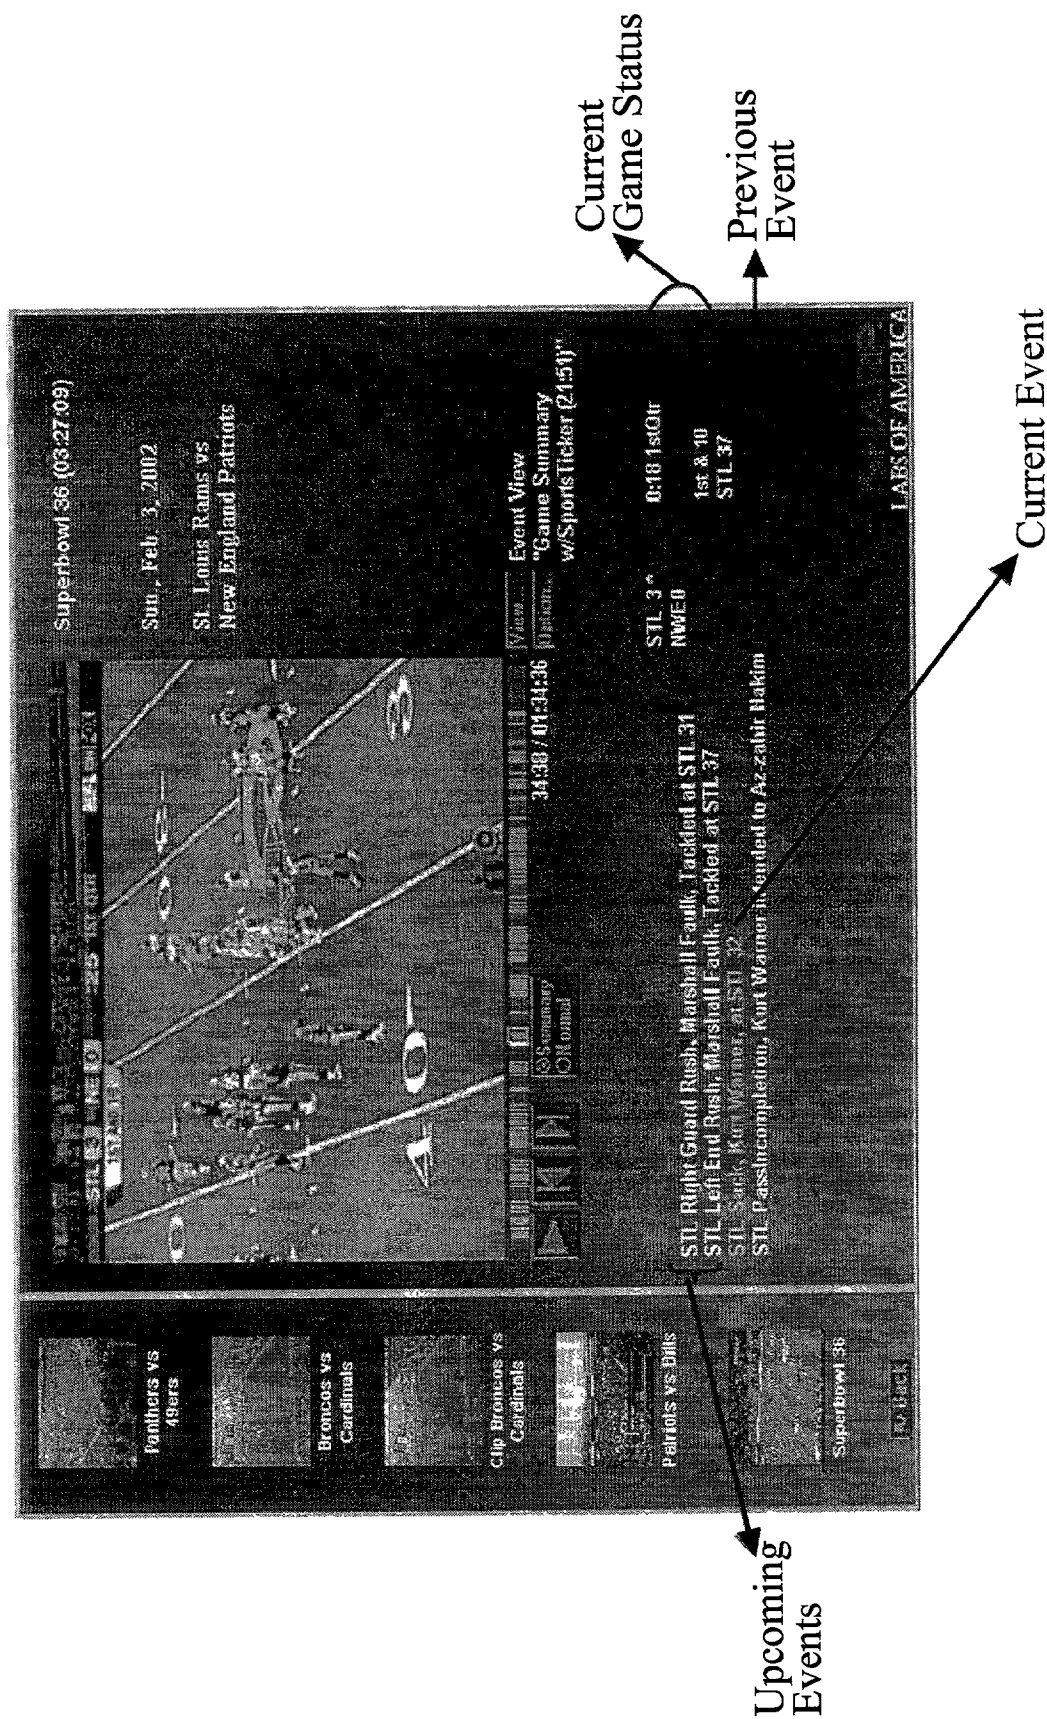 Panthers vs
49ers
Broncos vs
Cardinals
Clip Broncos vs
Cardinals
Patriots vs Bills
Superbowl 36
Superbowl 36 (03:27:09)
Sun., Feb. 3, 2002
St. Louis Rams vs
New England Patriots
34:38 / 01:34:36
View...
Option...
Event View
"Game Summary
w/SportsTicker (21:51)"
Summary
Normal
STL 3 *
NWE 0
0:18 1stQtr
1st & 10
STL 37
STL Right Guard Rush, Marshall Faulk, Tackled at STL 31
STL Left End Rush, Marshall Faulk, Tackled at STL 37
STL Sack, Kurt Warner, at STL 32
STL PassIncompletion, Kurt Warner intended to Az-zahir Hakim
LABS OF AMERICA
Upcoming
Events
Current
Game Status
Previous
Event
Current Event